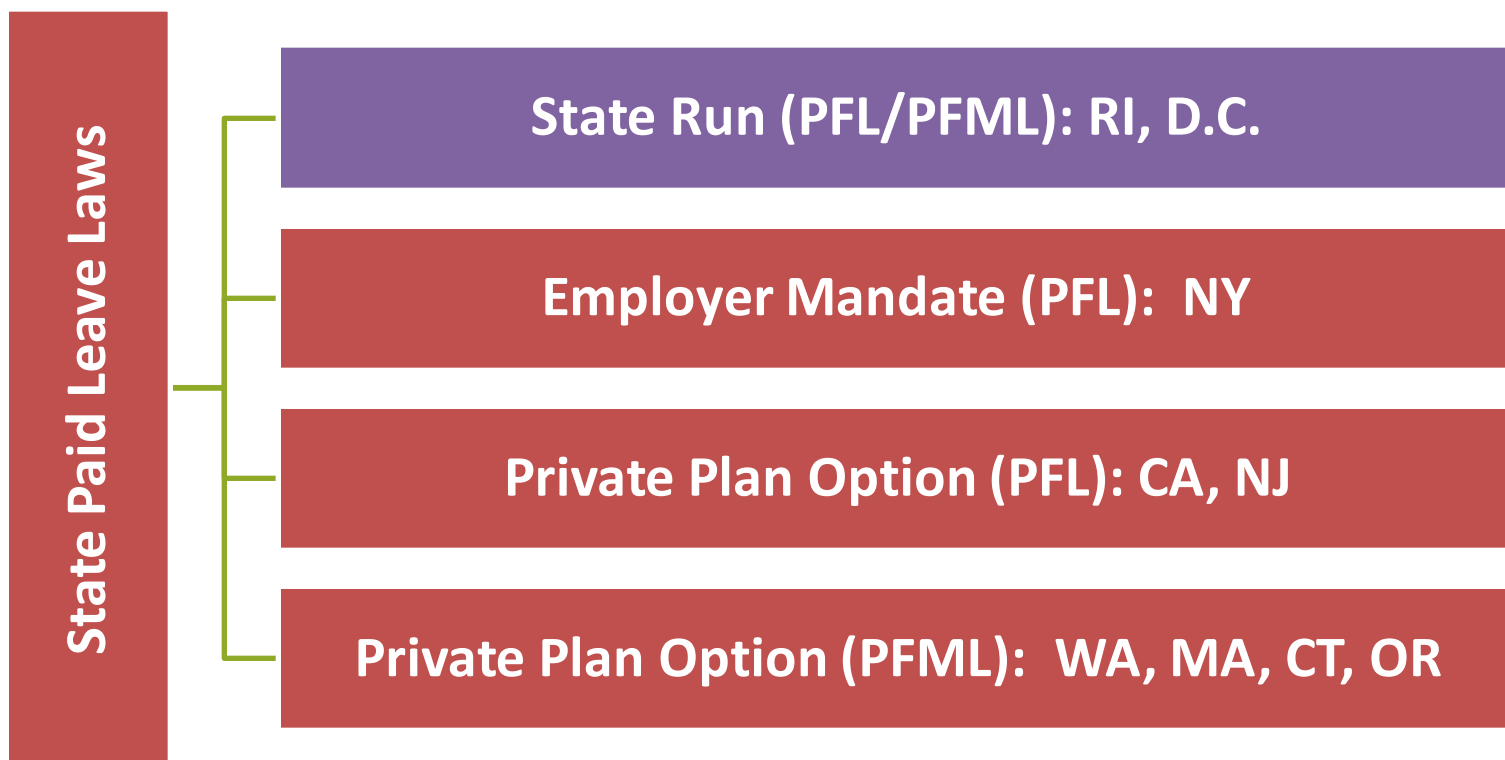 State Paid Leave Laws
State Run (PFL/PFML): RI, D.C.
Employer Mandate (PFL):  NY
Private Plan Option (PFL): CA, NJ
Private Plan Option (PFML):  WA, MA, CT, OR